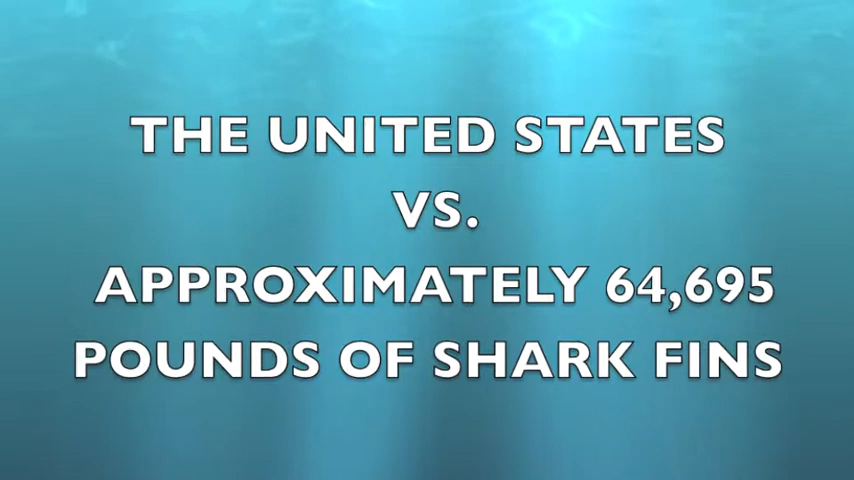 THE UNITED STATES
VS.
APPROXIMATELY 64,695
POUNDS OF SHARK FINS